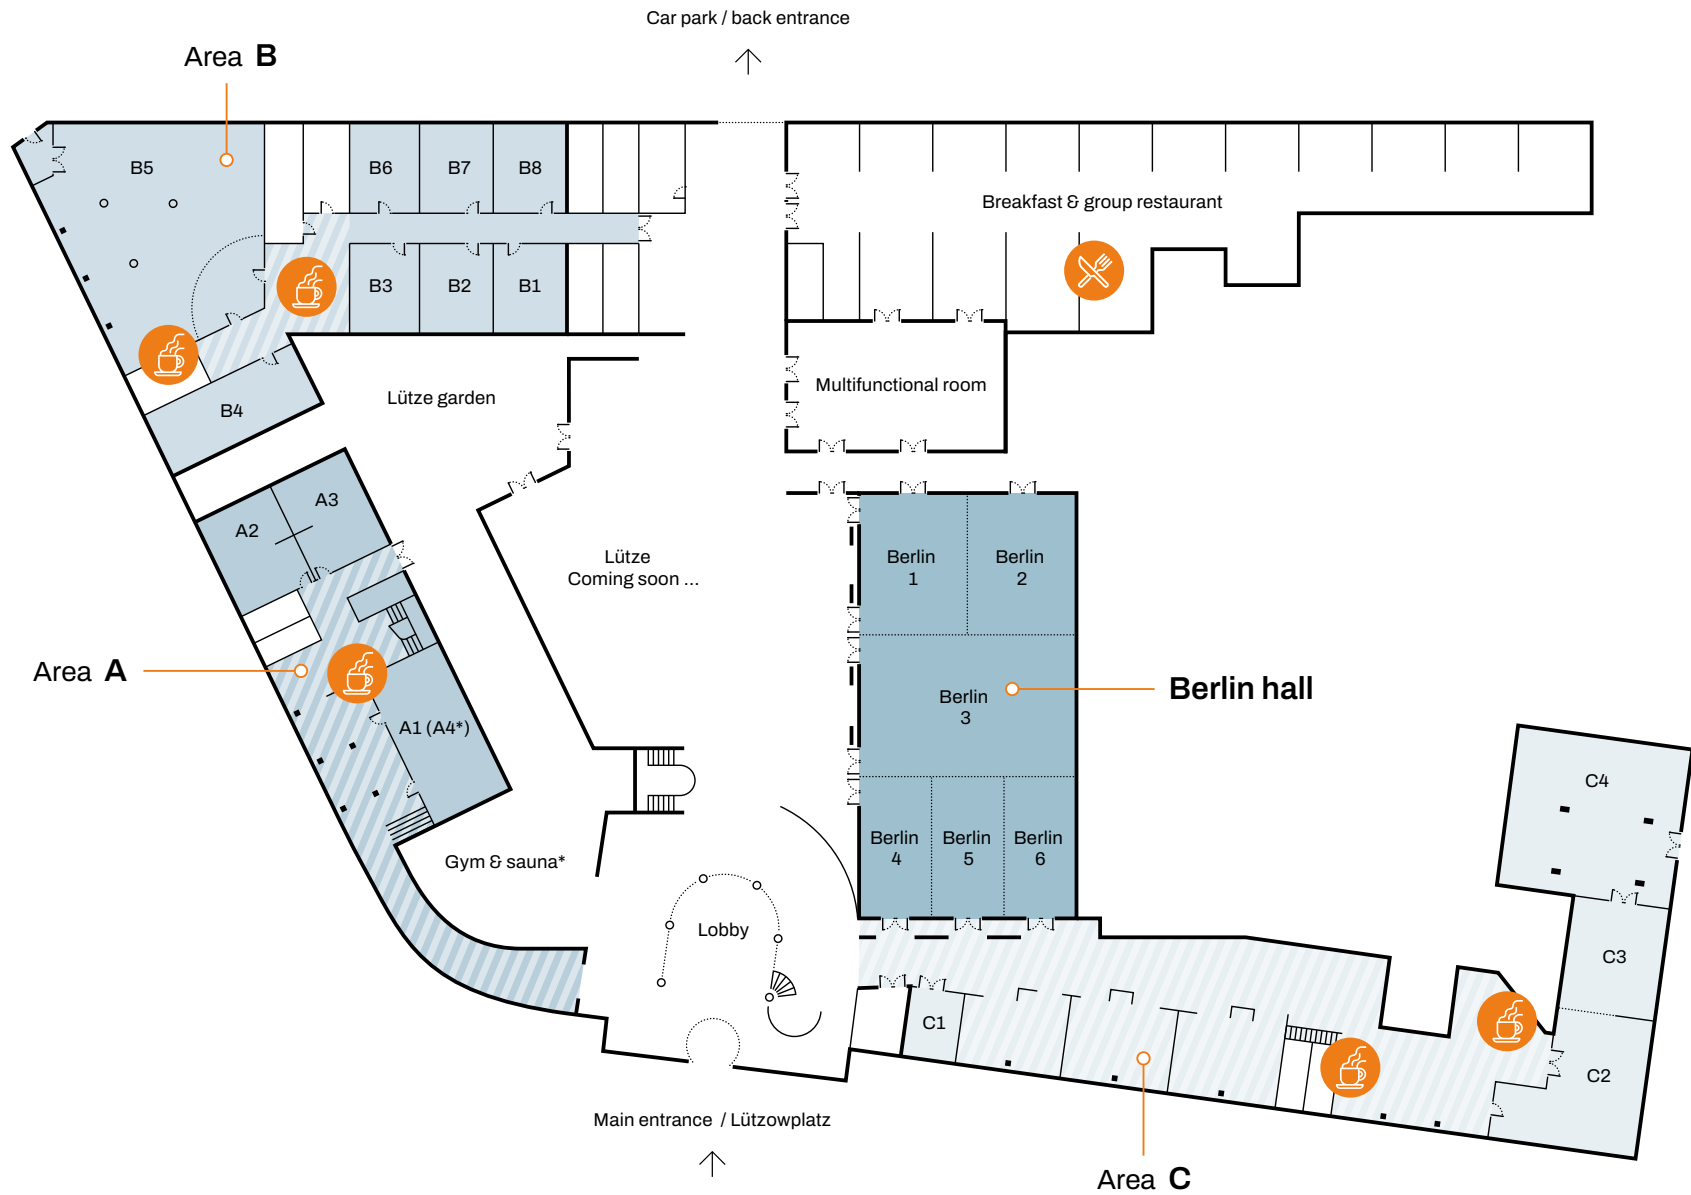 Car park / back entrance
Area B
B5
B6
B7
B8
Breakfast & group restaurant
B3
B2
B1
Multifunctional room
Lütze garden
B4
A3
A2
Lütze
Coming soon ...
Berlin
1
Berlin
2
Area A
Berlin hall
Berlin
3
A1 (A4*)
C4
Berlin
4
Berlin
5
Berlin
6
Gym & sauna*
Lobby
C3
C1
C2
Main entrance / Lützowplatz
Area C